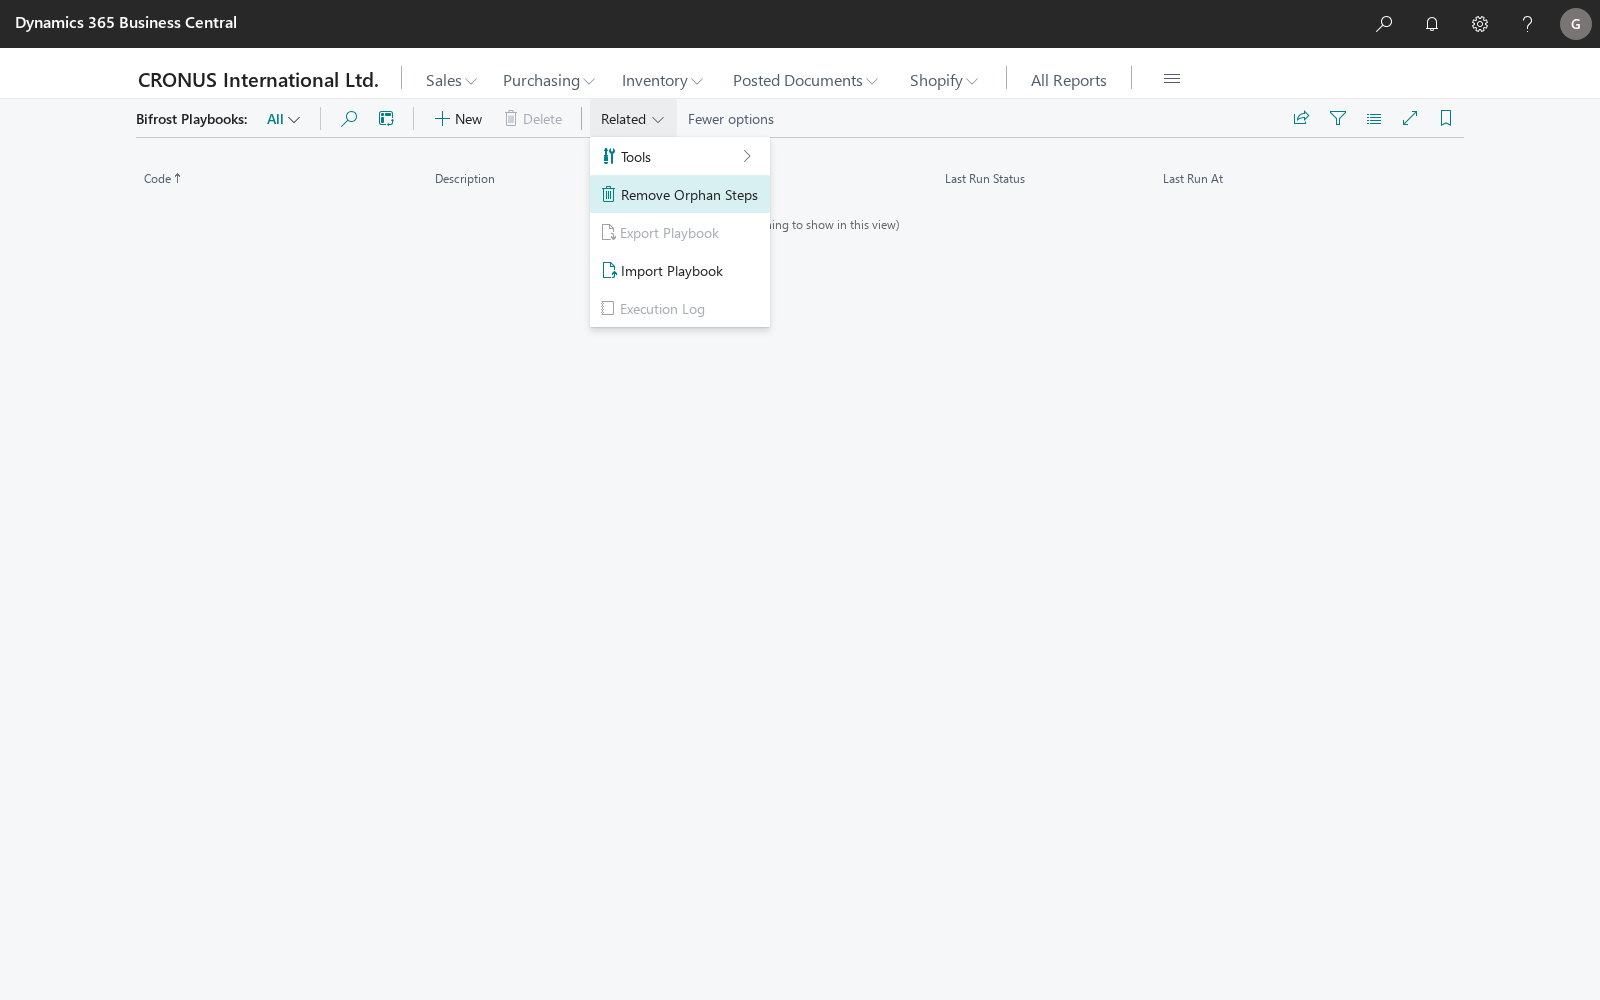 Dynamics 365 Business Central
G
CRONUS International Ltd.
Sales
Purchasing
Inventory
Posted Documents
Shopify
All Reports
Bifrost Playbooks:
All
New
Delete
Related
Fewer options
Tools
Remove Orphan Steps
Export Playbook
Import Playbook
Execution Log
Code
Description
Last Run Status
Last Run At
to show in this view)